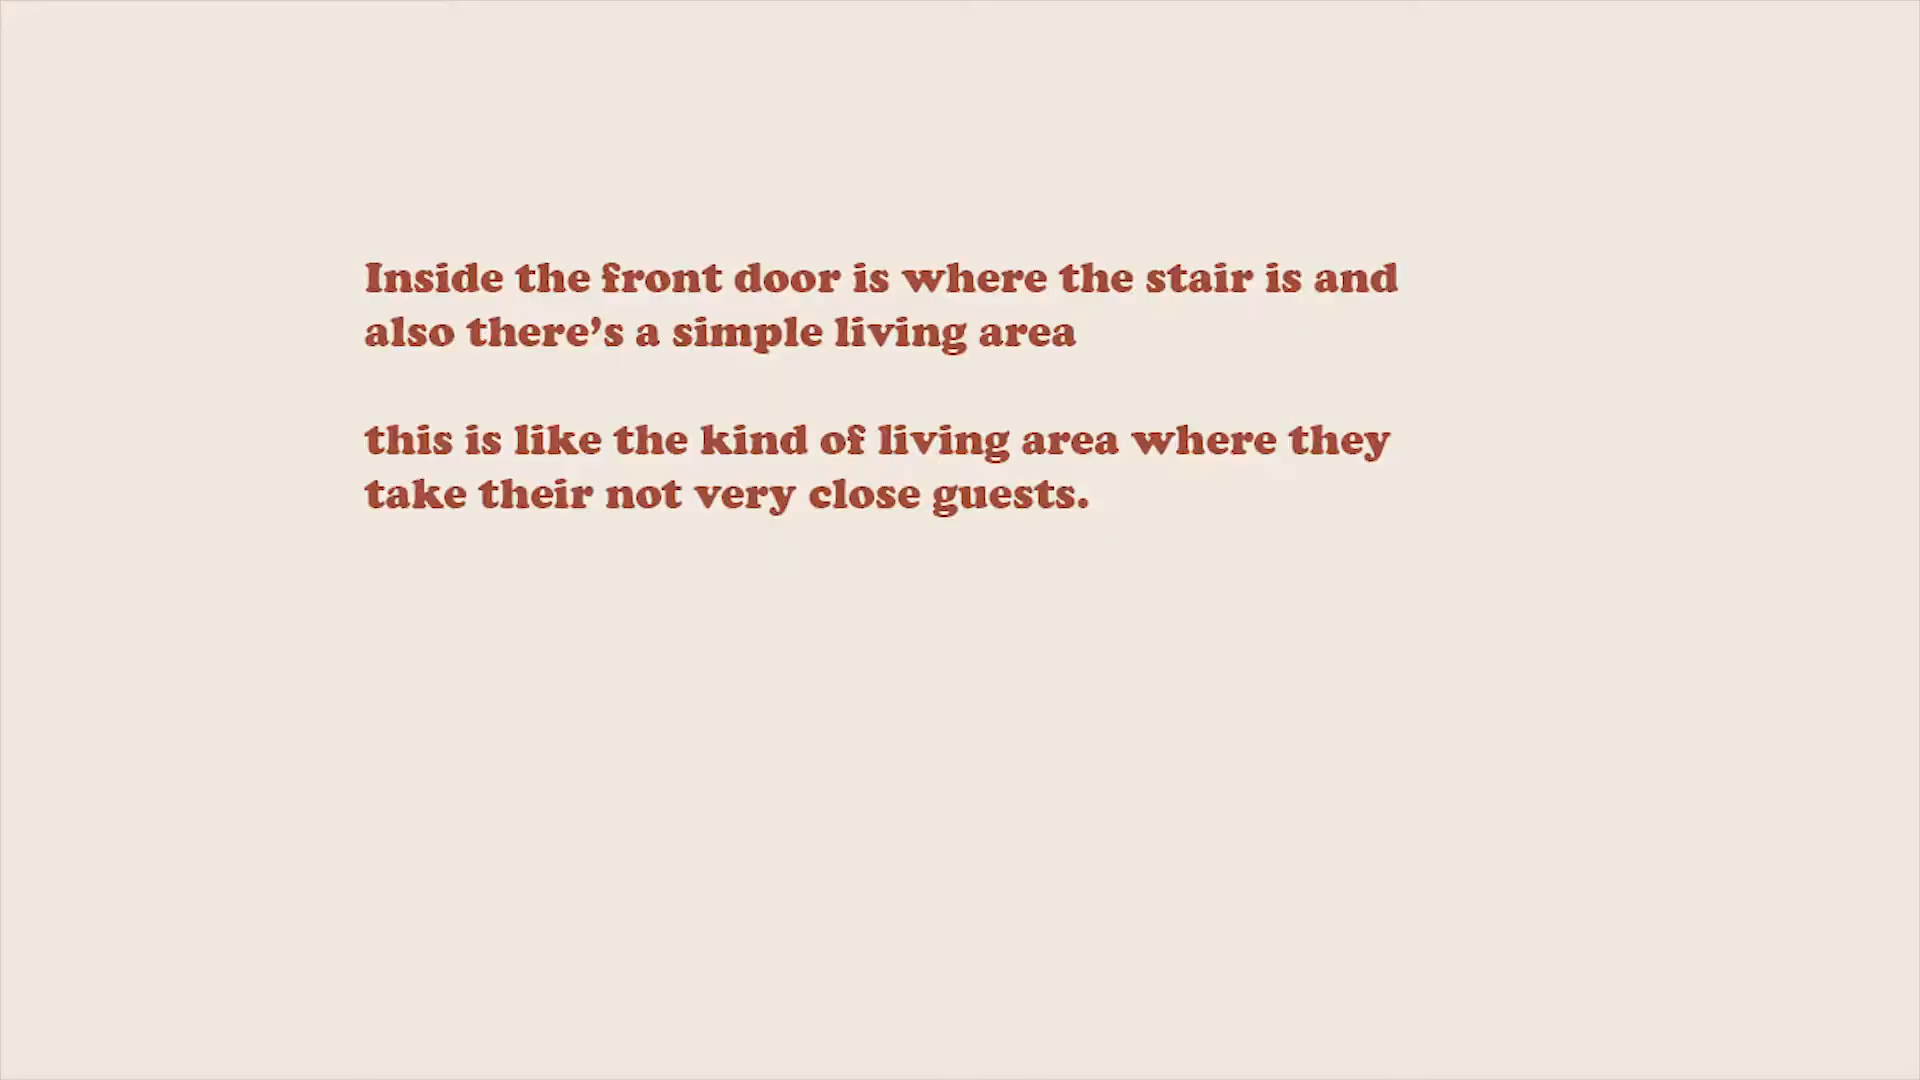 Inside the front door is where the stair is and
also there’s a simple living area
this is like the kind of living area where they
take their not very close guests.